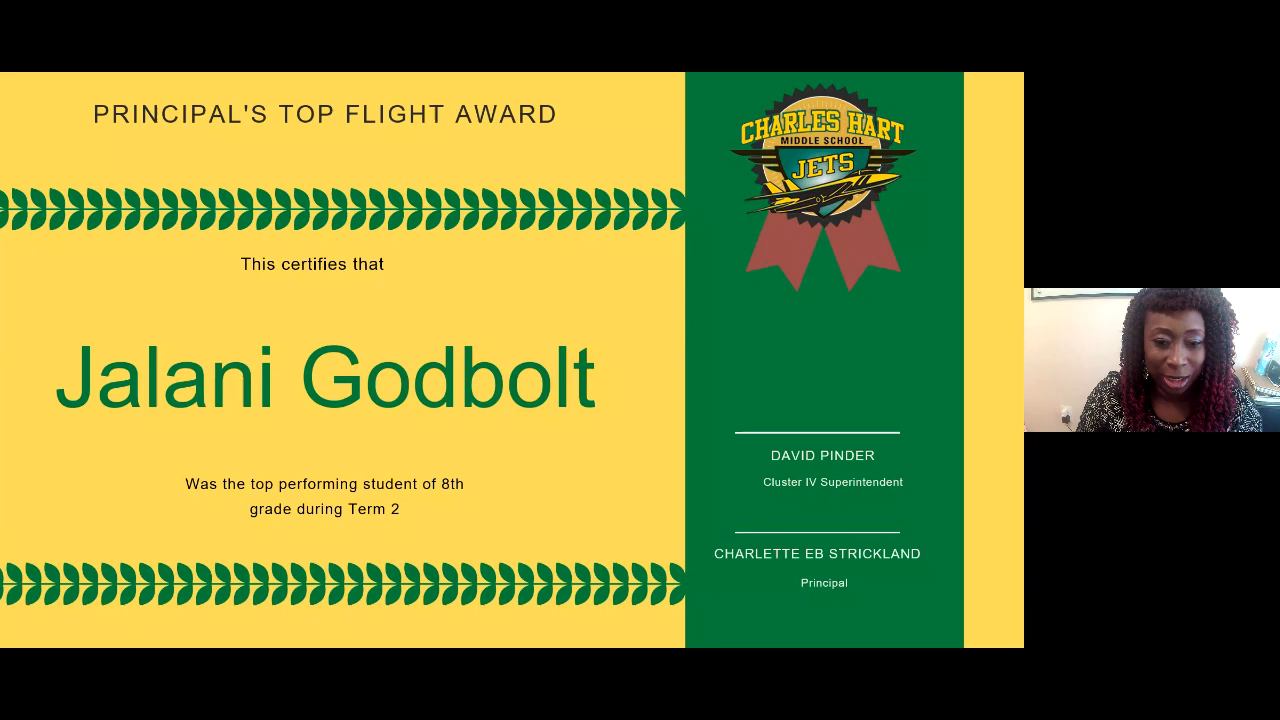 PRINCIPAL'S TOP FLIGHT AWARD
This certifies that
Jalani Godbolt
Was the top performing student of 8th
grade during Term 2
CHARLES HART
MIDDLE SCHOOL
JETS
DAVID PINDER
Cluster IV Superintendent
CHARLETTE EB STRICKLAND
Principal